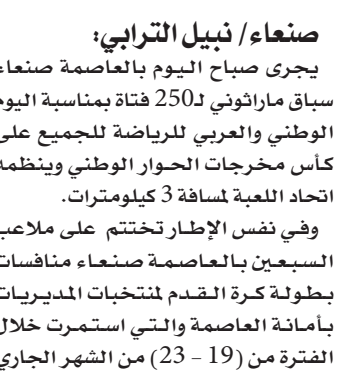 صنعاء/ نبيل الترابي:
يجرى صباح اليوم بالعاصمة صنعاء
سباق ماراثوني لـ250 فتاة بمناسبة اليوم
الوطني والعربي للرياضة للجميع على
كأس مخرجات الحوار الوطني وينظمه
اتحاد اللعبة لمسافة 3 كيلومترات.
وفي نفس الإطار تختتم على ملاعب
السبعين بالعاصمة صنعاء منافسات
بطولة كرة القدم لمنتخبات المديريات
بأمانة العاصمة والتي استمرت خلال
الفترة من (19 - 23) من الشهر الجاري